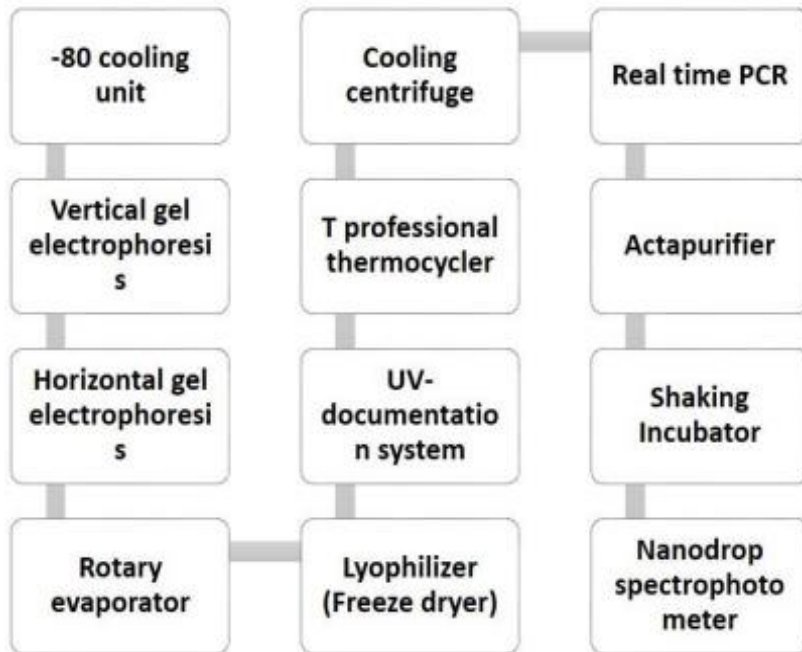 -80 cooling
unit
Vertical gel
electrophoresi
s
Horizontal gel
electrophoresi
s
Rotary
evaporator
Lyophilizer
(Freeze dryer)
UV-
documentatio
n system
T professional
thermocycler
Cooling
centrifuge
Real time PCR
Actapurifier
Shaking
Incubator
Nanodrop
spectrophoto
meter